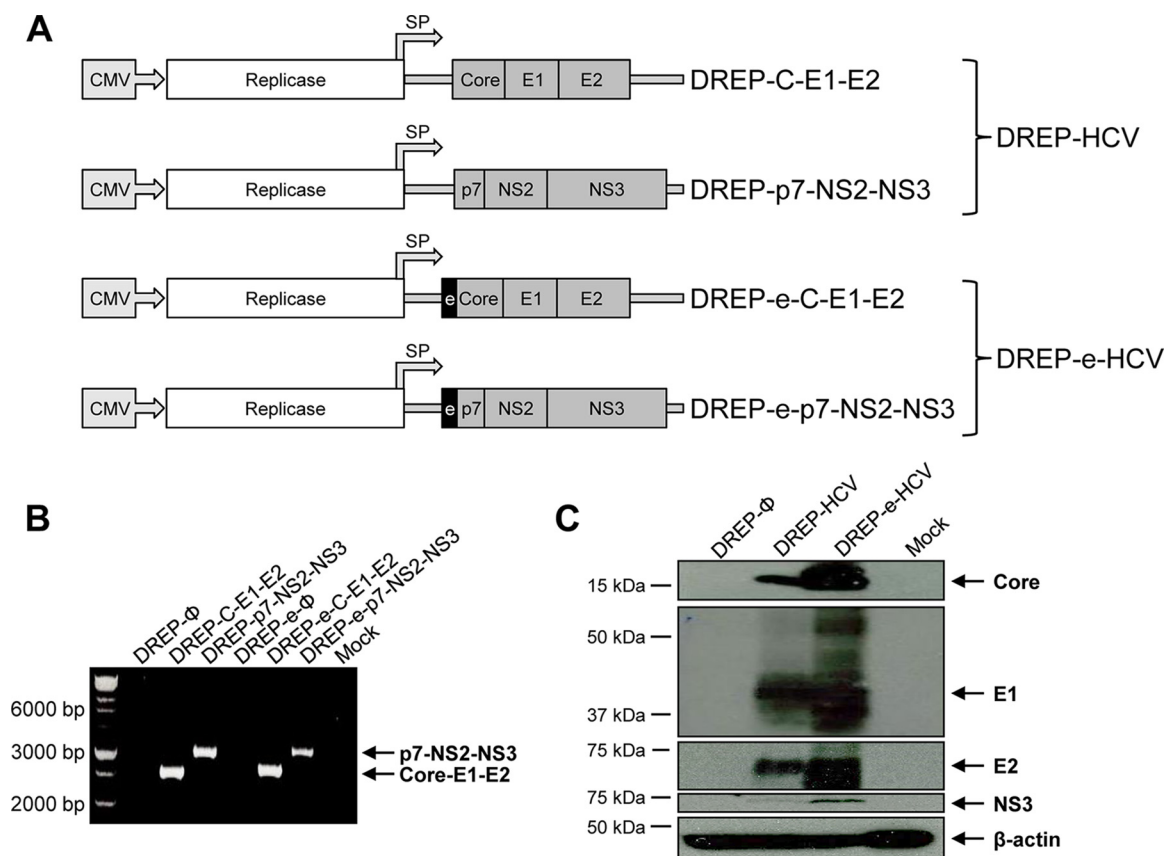 A
SP
CMV Replicase Core E1 E2 DREP-C-E1-E2
SP
CMV Replicase p7 NS2 NS3 DREP-p7-NS2-NS3
DREP-HCV
SP
CMV Replicase e Core E1 E2 DREP-e-C-E1-E2
SP
CMV Replicase e p7 NS2 NS3 DREP-e-p7-NS2-NS3
DREP-e-HCV
B
DREP-Φ
DREP-C-E1-E2
DREP-p7-NS2-NS3
DREP-e-Φ
DREP-e-C-E1-E2
DREP-e-p7-NS2-NS3
Mock
6000 bp
3000 bp
2000 bp
p7-NS2-NS3
Core-E1-E2
C
DREP-Φ
DREP-HCV
DREP-e-HCV
Mock
15 kDa
Core
50 kDa
37 kDa
E1
75 kDa
E2
75 kDa
NS3
50 kDa
β-actin